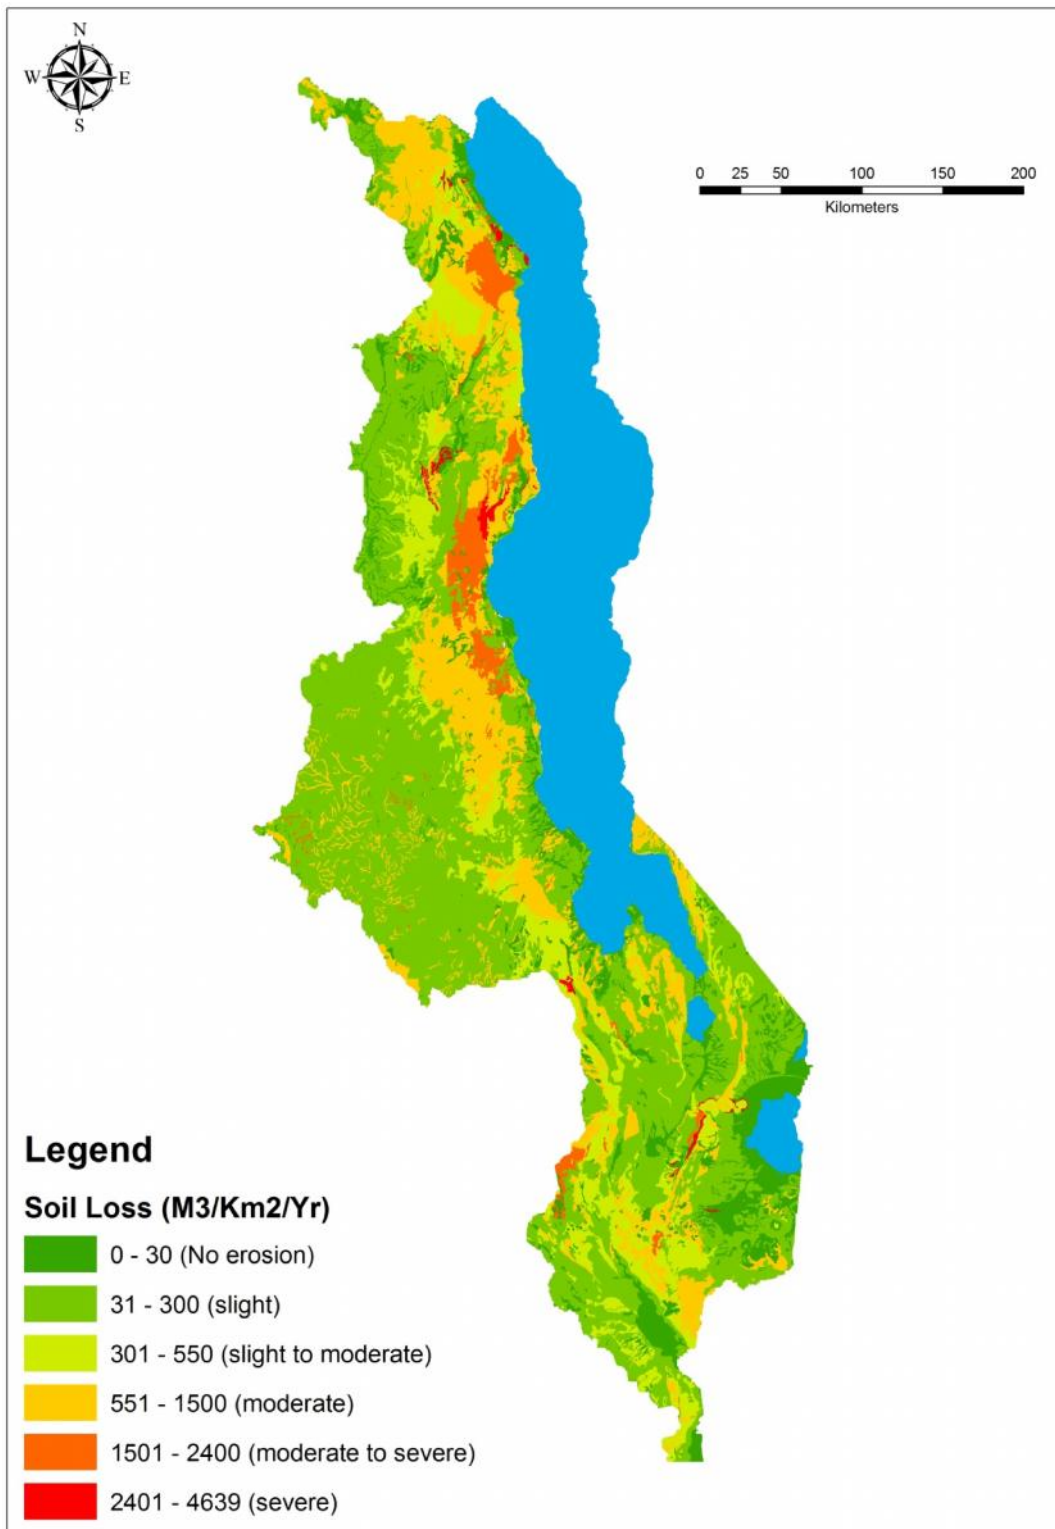 N
W E
S
0 25 50 100 150 200
Kilometers
Legend
Soil Loss (M3/Km2/Yr)
0 - 30 (No erosion)
31 - 300 (slight)
301 - 550 (slight to moderate)
551 - 1500 (moderate)
1501 - 2400 (moderate to severe)
2401 - 4639 (severe)